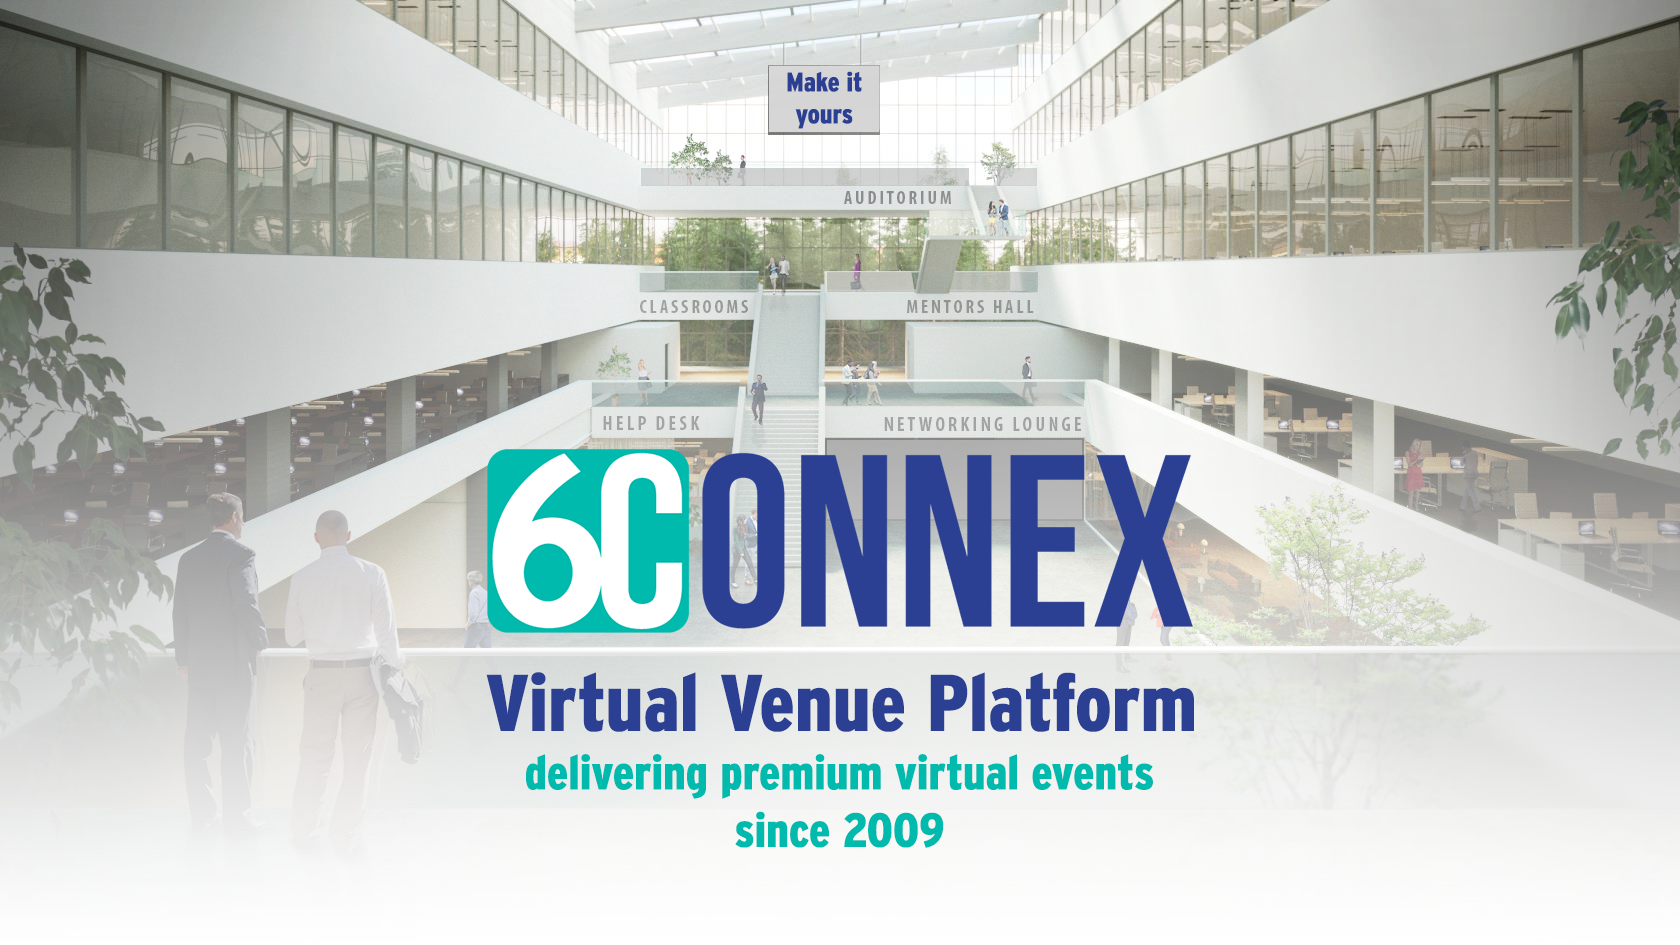 Make it
yours
AUDITORIUM
CLASSROOMS
MENTORS HALL
HELP DESK
NETWORKING LOUNGE
6CONNEX
Virtual Venue Platform
delivering premium virtual events
since 2009